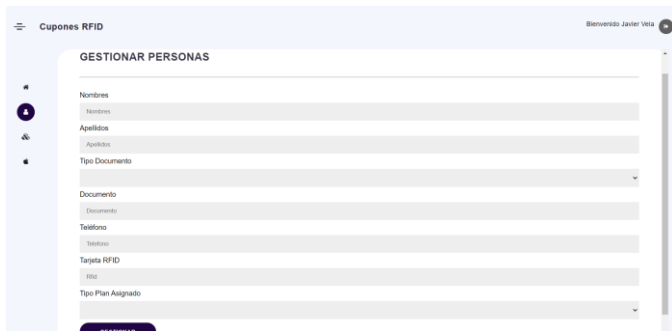 Cupones RFID
Bienvenido Javier Vela
GESTIONAR PERSONAS
Nombres
Nombres
Apellidos
Apellidos
Tipo Documento
Documento
Documento
Teléfono
Telefono
Tarjeta RFID
Rfid
Tipo Plan Asignado
GESTIONAR